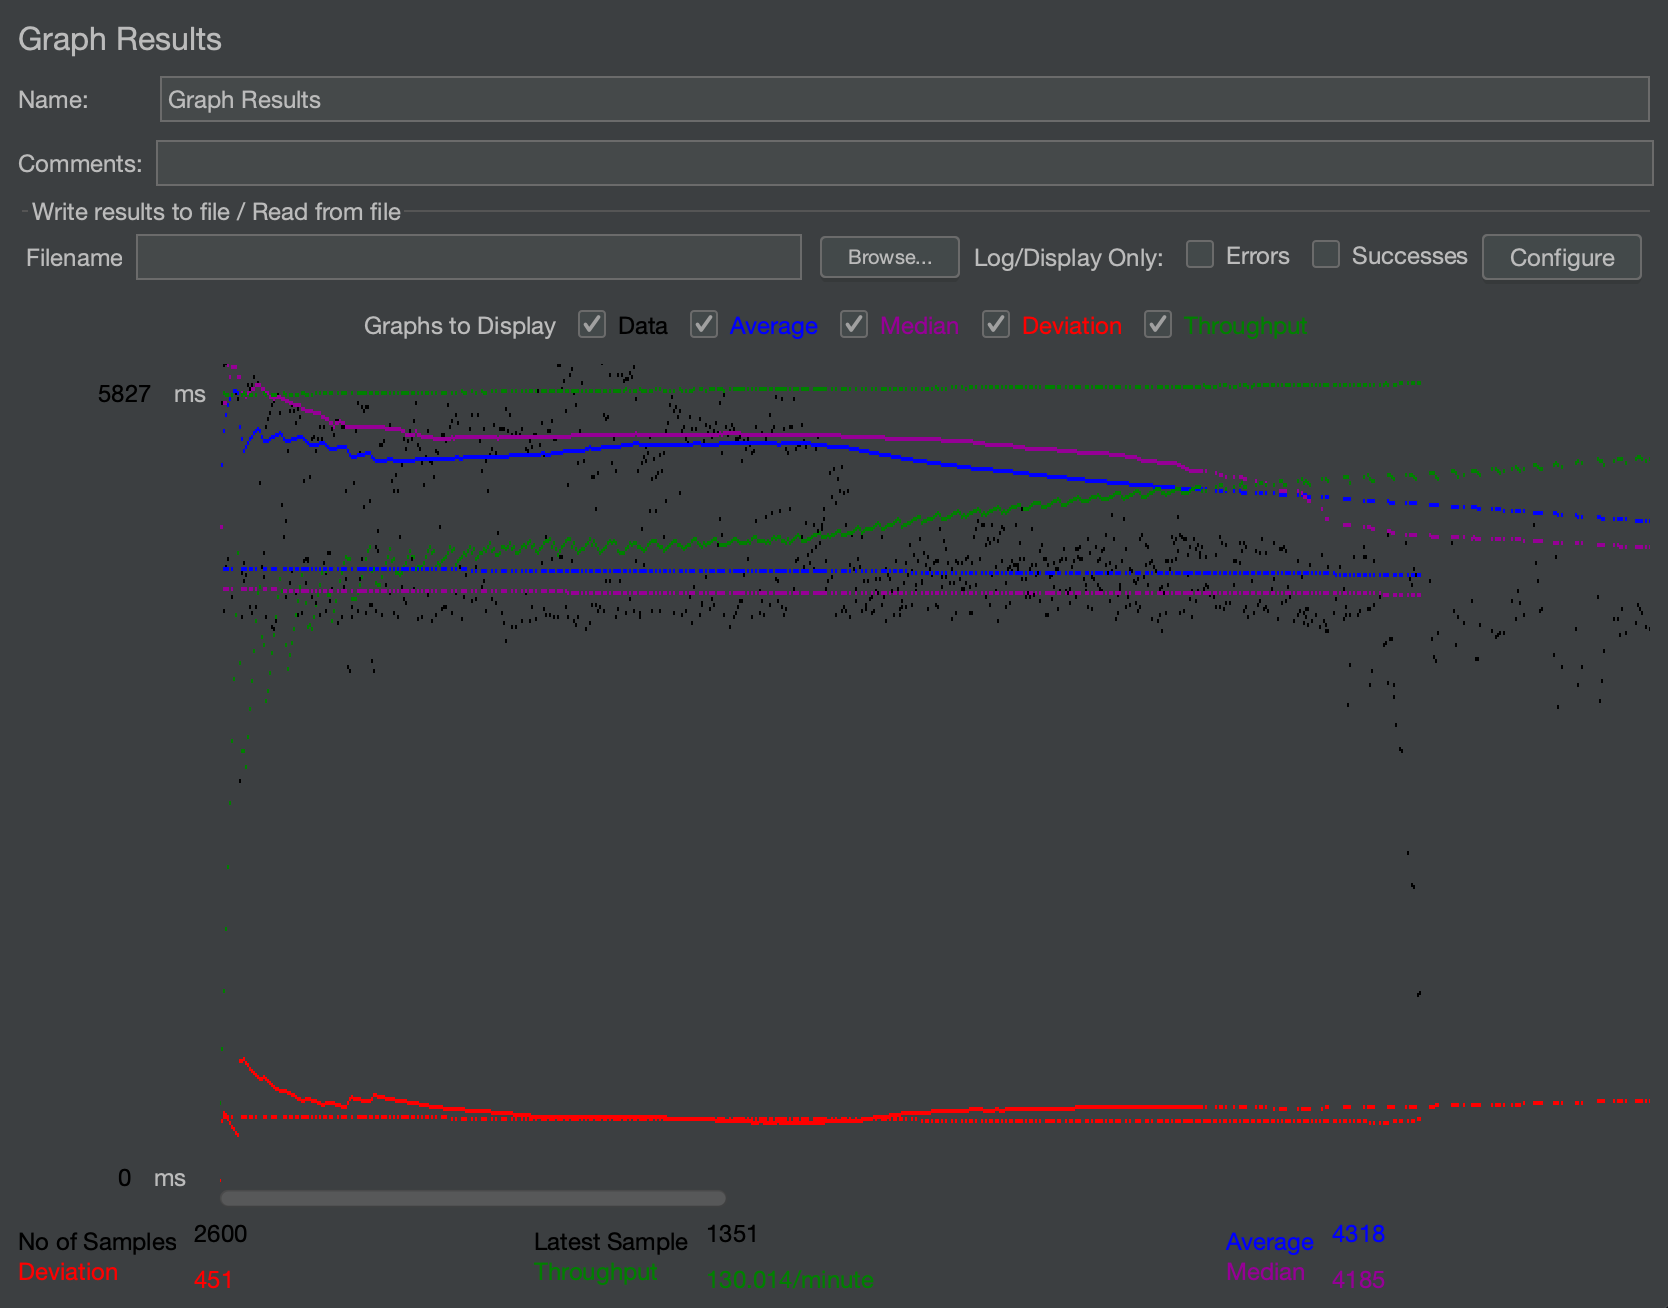 Graph Results
Name: Graph Results
Comments:
Write results to file / Read from file
Filename Browse... Log/Display Only: Errors Successes Configure
Graphs to Display Data Average Median Deviation Throughput
5827 ms
0 ms
No of Samples 2600 Latest Sample 1351 Average 4318
Deviation 451 Throughput 130.014/minute Median 4185